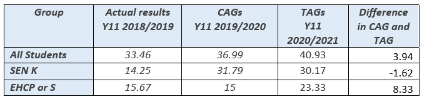 Group Actual results Y11 2018/2019 CAGs Y11 2019/2020 TAGs Y11 2020/2021 Difference in CAG and TAG
All Students 33.46 36.99 40.93 3.94
SEN K 14.25 31.79 30.17 -1.62
EHCP or S 15.67 15 23.33 8.33